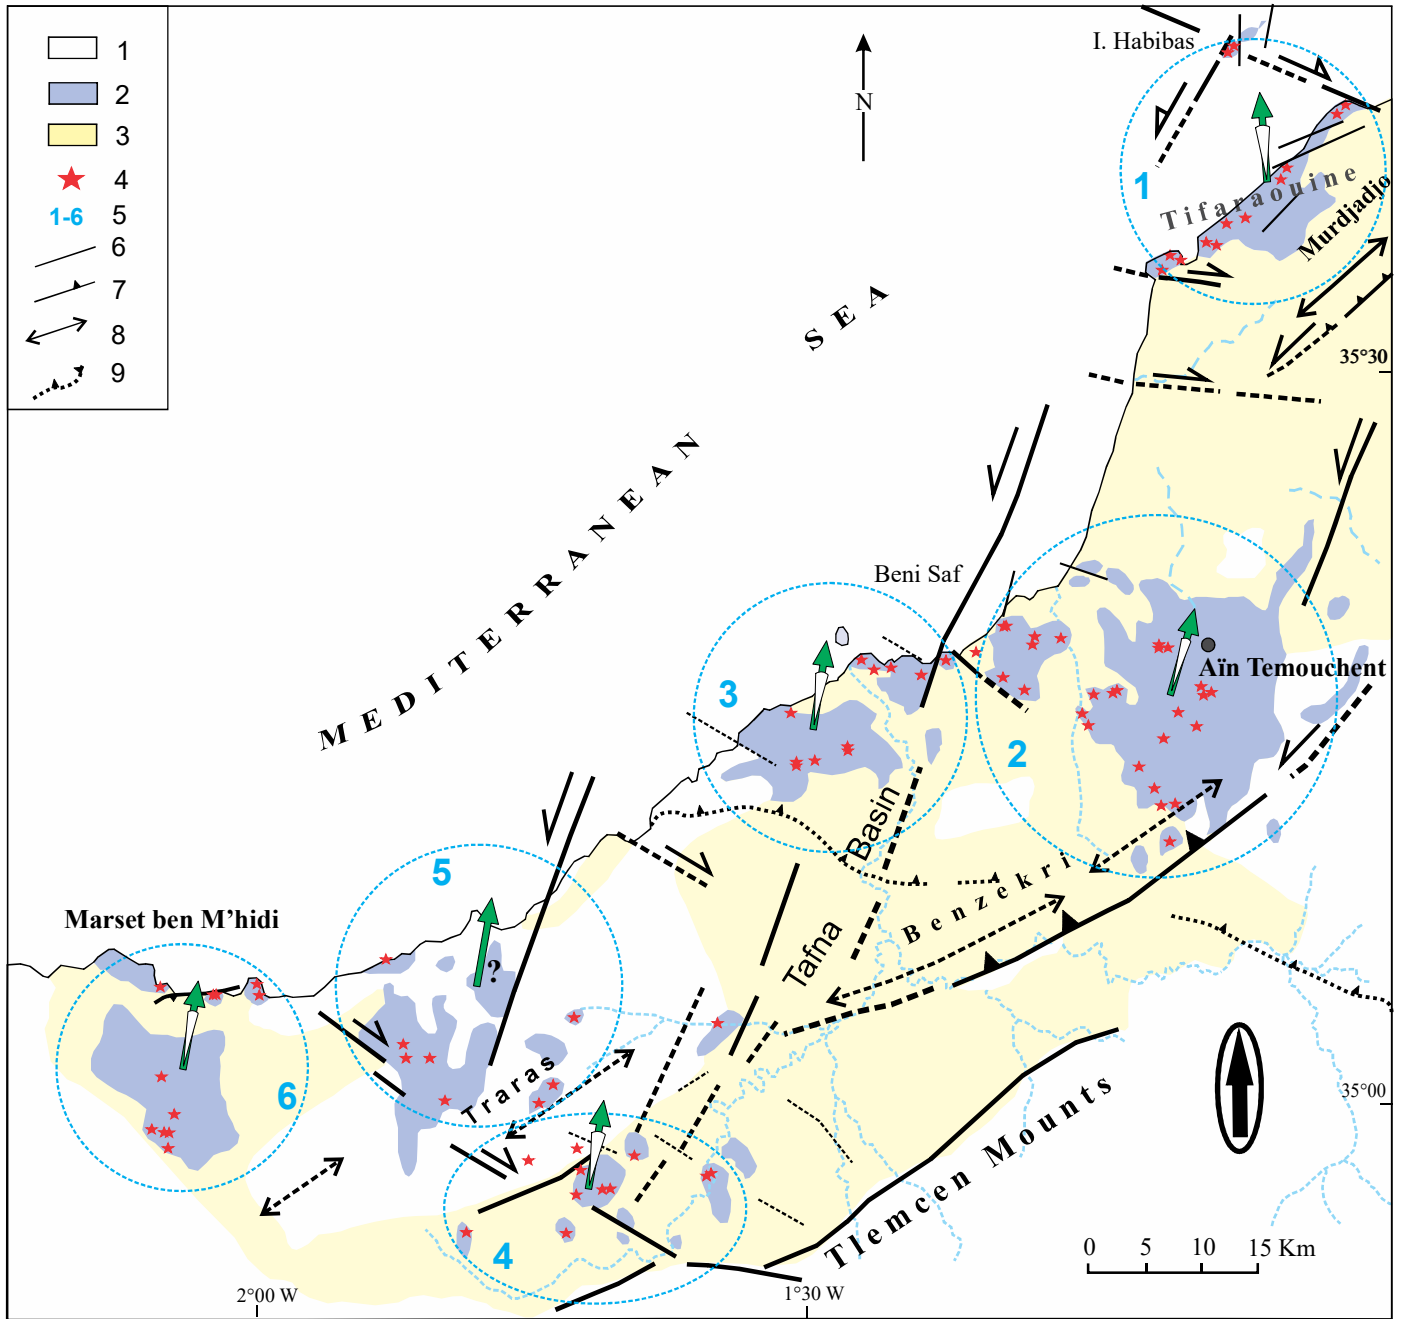 1
2
3
4
1-6 5
6
7
8
9
N
I. Habibas
1
Tifaraouine
Murdjadjo
35°30
MEDITERRANEAN SEA
Beni Saf
Aïn Temouchent
3
2
Basin
Tafna
Benzekri
5
Marset ben M'hidi
?
6
Traras
35°00
4
Tlemcen Mounts
0 5 10 15 Km
2°00 W
1°30 W